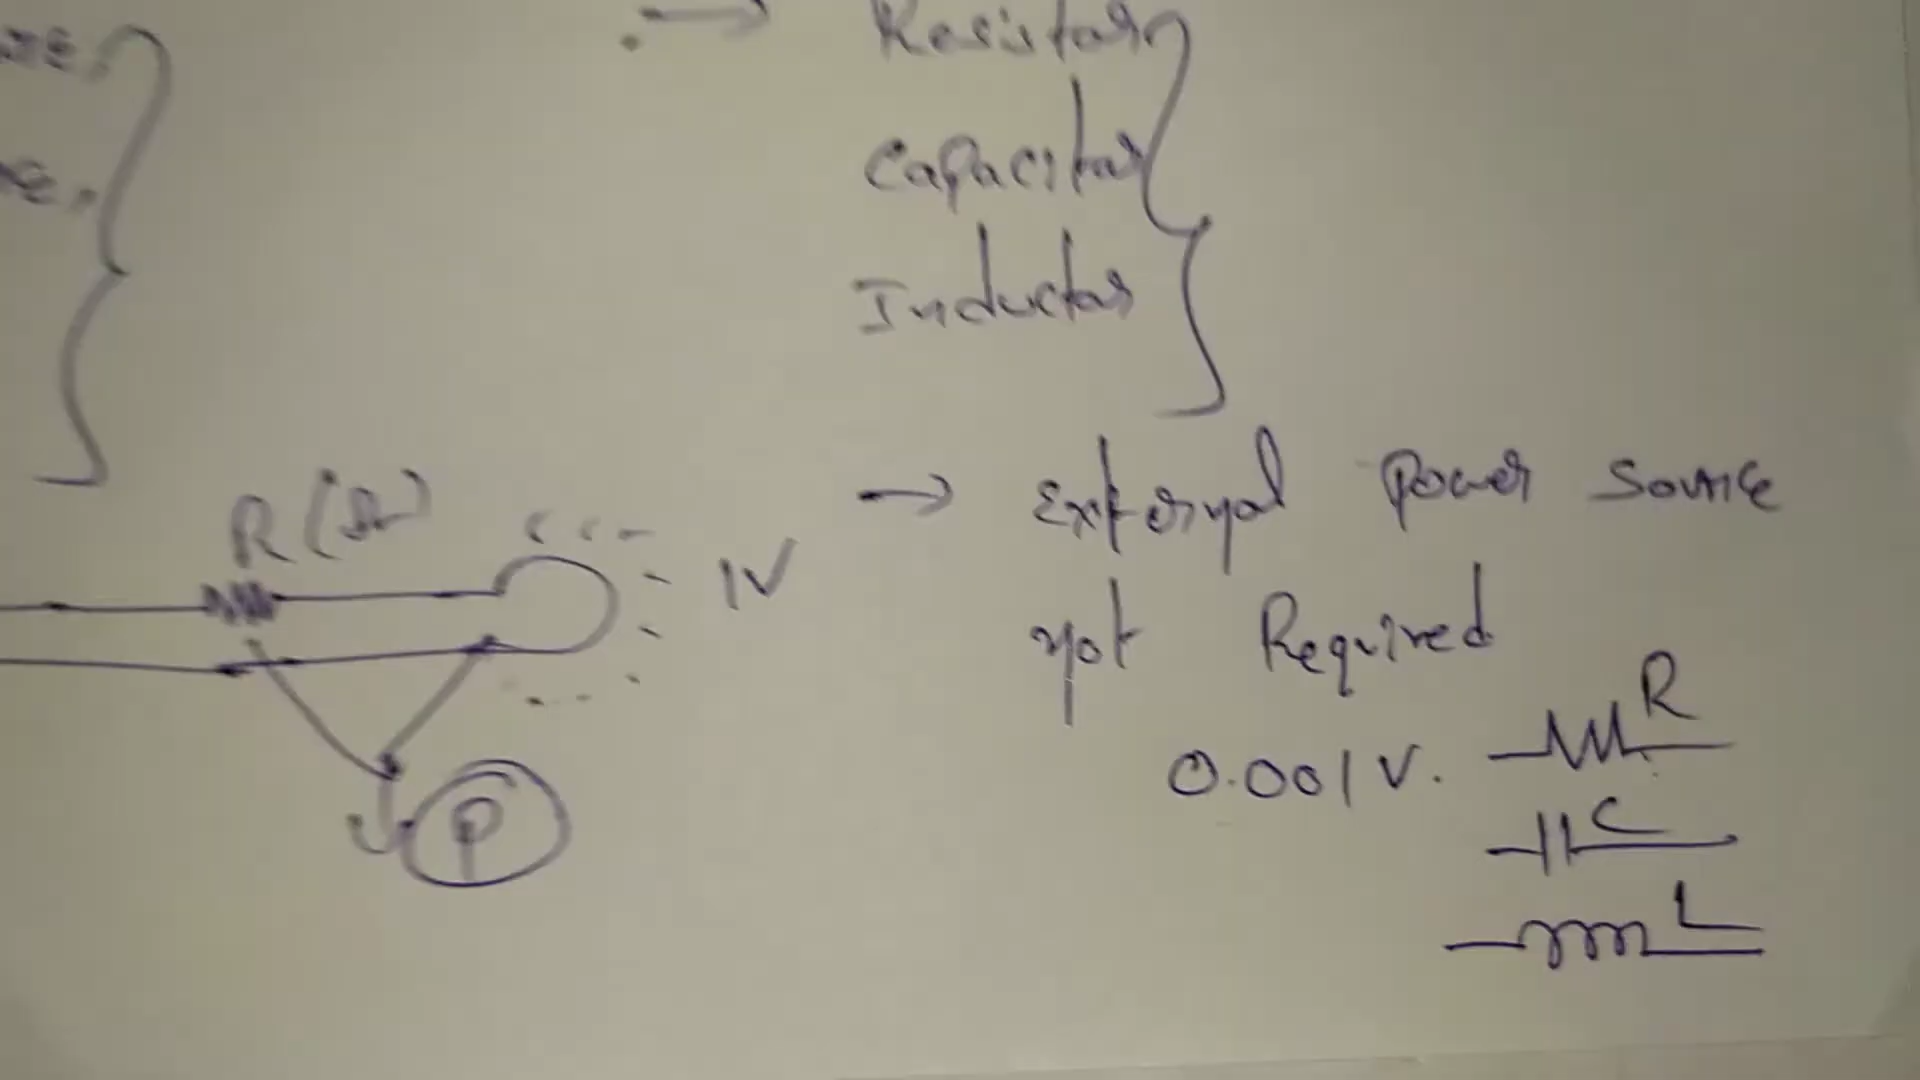 → Resistor
Capacitor
Inductor
R (Ω)
1V
P
→ External Power Source
not Required
0.001V.
R
C
L